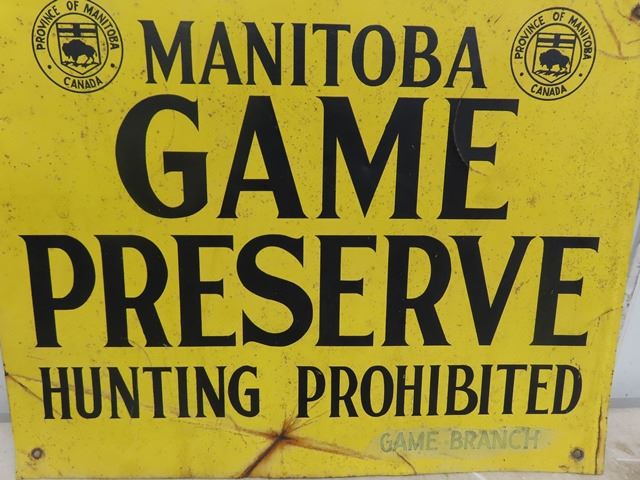 PROVINCE OF MANITOBA
CANADA
MANITOBA
PROVINCE OF MANITOBA
CANADA
GAME
PRESERVE
HUNTING PROHIBITED
GAME BRANCH